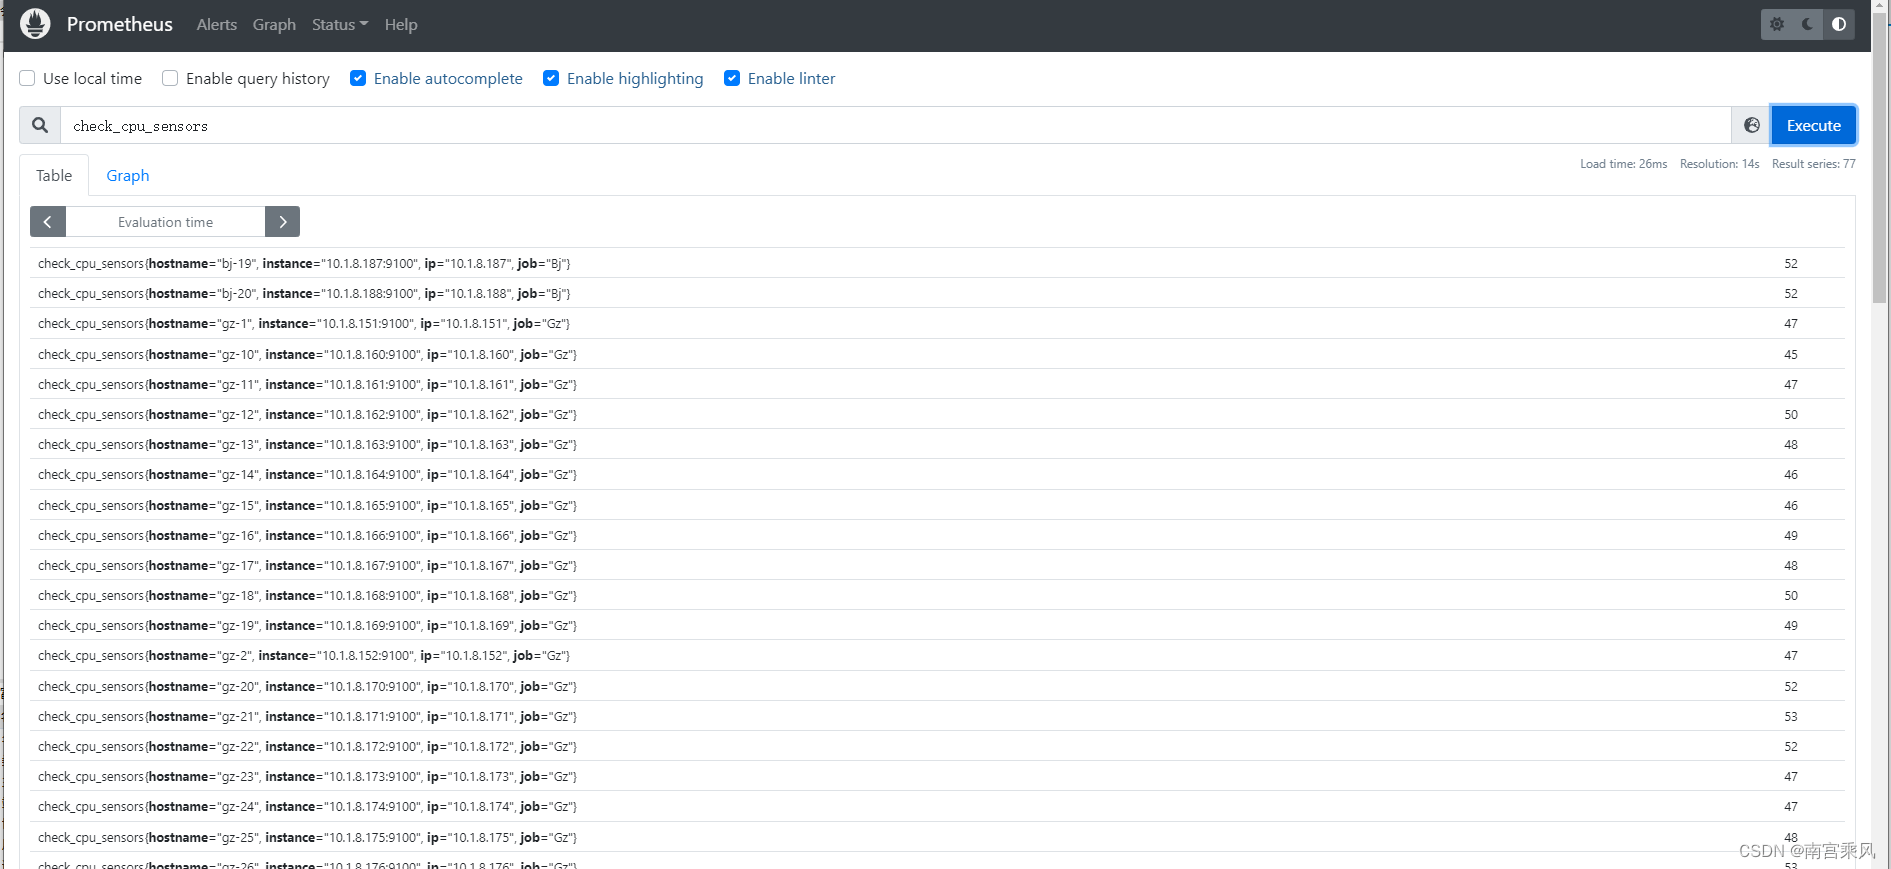 Prometheus Alerts Graph Status Help
Use local time Enable query history Enable autocomplete Enable highlighting Enable linter
check_cpu_sensors Execute
Load time: 26ms Resolution: 14s Result series: 77
Table Graph
Evaluation time
check_cpu_sensors{hostname="bj-19", instance="10.1.8.187:9100", ip="10.1.8.187", job="Bj"} 52
check_cpu_sensors{hostname="bj-20", instance="10.1.8.188:9100", ip="10.1.8.188", job="Bj"} 52
check_cpu_sensors{hostname="gz-1", instance="10.1.8.151:9100", ip="10.1.8.151", job="Gz"} 47
check_cpu_sensors{hostname="gz-10", instance="10.1.8.160:9100", ip="10.1.8.160", job="Gz"} 45
check_cpu_sensors{hostname="gz-11", instance="10.1.8.161:9100", ip="10.1.8.161", job="Gz"} 47
check_cpu_sensors{hostname="gz-12", instance="10.1.8.162:9100", ip="10.1.8.162", job="Gz"} 50
check_cpu_sensors{hostname="gz-13", instance="10.1.8.163:9100", ip="10.1.8.163", job="Gz"} 48
check_cpu_sensors{hostname="gz-14", instance="10.1.8.164:9100", ip="10.1.8.164", job="Gz"} 46
check_cpu_sensors{hostname="gz-15", instance="10.1.8.165:9100", ip="10.1.8.165", job="Gz"} 46
check_cpu_sensors{hostname="gz-16", instance="10.1.8.166:9100", ip="10.1.8.166", job="Gz"} 49
check_cpu_sensors{hostname="gz-17", instance="10.1.8.167:9100", ip="10.1.8.167", job="Gz"} 48
check_cpu_sensors{hostname="gz-18", instance="10.1.8.168:9100", ip="10.1.8.168", job="Gz"} 50
check_cpu_sensors{hostname="gz-19", instance="10.1.8.169:9100", ip="10.1.8.169", job="Gz"} 49
check_cpu_sensors{hostname="gz-2", instance="10.1.8.152:9100", ip="10.1.8.152", job="Gz"} 47
check_cpu_sensors{hostname="gz-20", instance="10.1.8.170:9100", ip="10.1.8.170", job="Gz"} 52
check_cpu_sensors{hostname="gz-21", instance="10.1.8.171:9100", ip="10.1.8.171", job="Gz"} 53
check_cpu_sensors{hostname="gz-22", instance="10.1.8.172:9100", ip="10.1.8.172", job="Gz"} 52
check_cpu_sensors{hostname="gz-23", instance="10.1.8.173:9100", ip="10.1.8.173", job="Gz"} 47
check_cpu_sensors{hostname="gz-24", instance="10.1.8.174:9100", ip="10.1.8.174", job="Gz"} 47
check_cpu_sensors{hostname="gz-25", instance="10.1.8.175:9100", ip="10.1.8.175", job="Gz"} 48
check_cpu_sensors{hostname="gz-26", instance="10.1.8.176:9100", ip="10.1.8.176", job="Gz"} 53
CSDN @南宫乘风